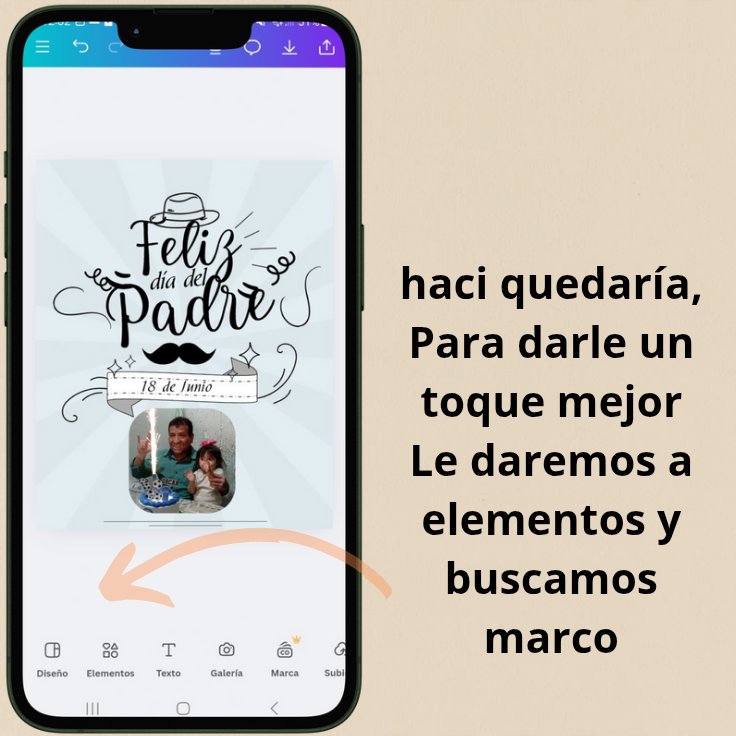 Feliz
día del
Padre
18 de Junio
Diseño Elementos Texto Galería Marca Subi
haci quedaría,
Para darle un
toque mejor
Le daremos a
elementos y
buscamos
marco